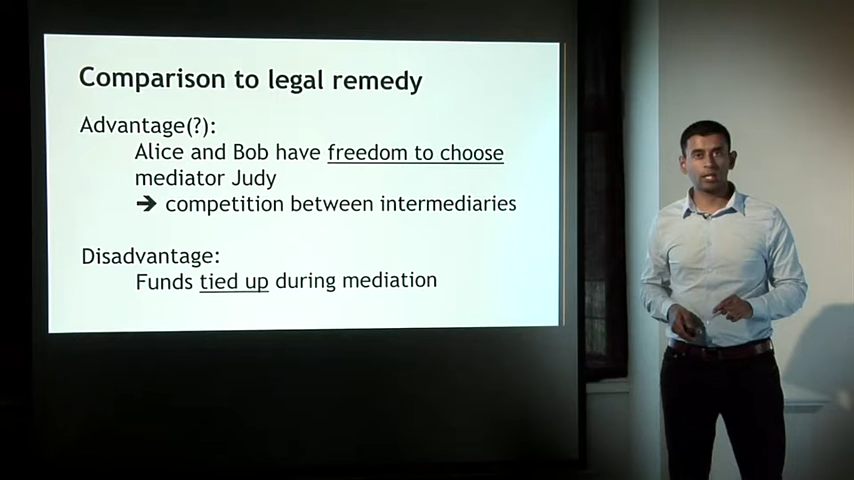 Comparison to legal remedy
Advantage(?):
Alice and Bob have freedom to choose
mediator Judy
➔ competition between intermediaries
Disadvantage:
Funds tied up during mediation